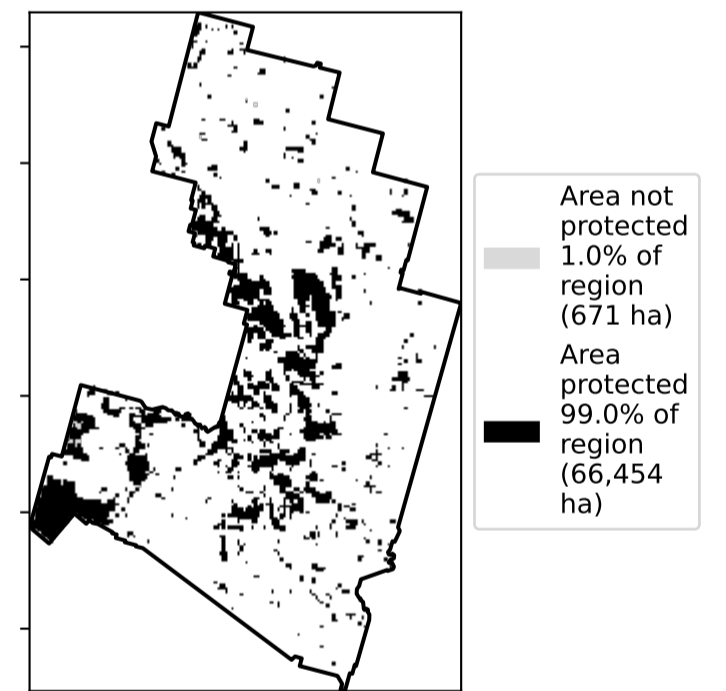 Area not
protected
1.0% of
region
(671 ha)
Area
protected
99.0% of
region
(66,454
ha)